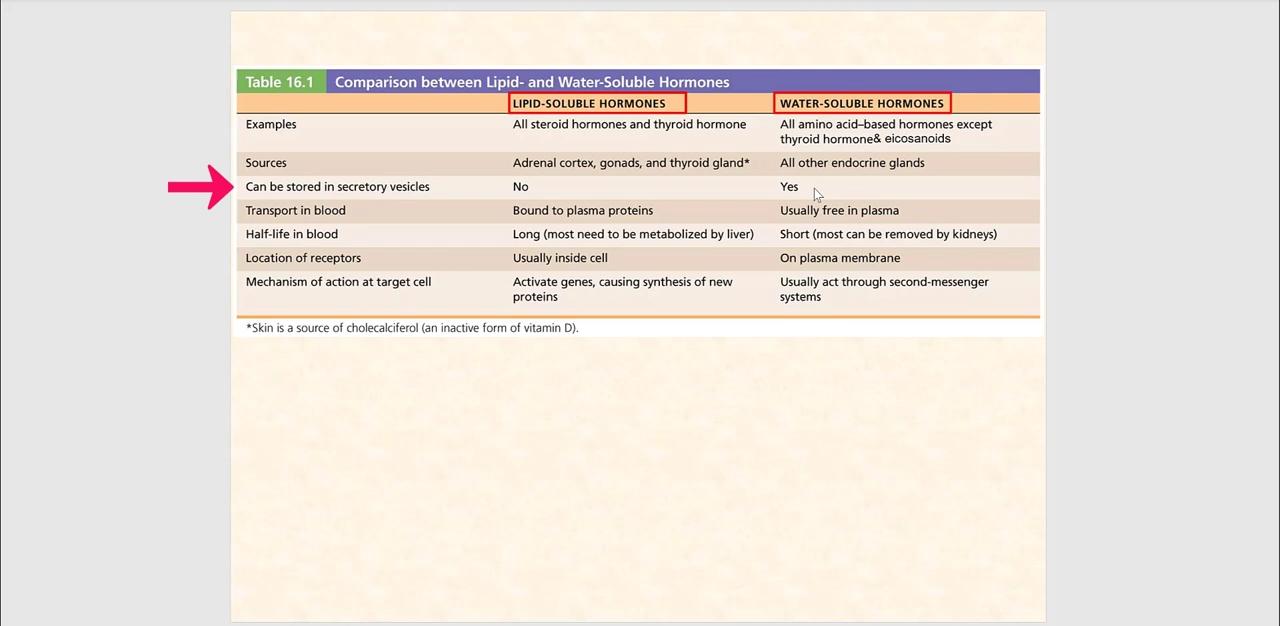 Table 16.1 Comparison between Lipid- and Water-Soluble Hormones
LIPID-SOLUBLE HORMONES WATER-SOLUBLE HORMONES
Examples All steroid hormones and thyroid hormone All amino acid–based hormones except
thyroid hormone& eicosanoids
Sources Adrenal cortex, gonads, and thyroid gland* All other endocrine glands
Can be stored in secretory vesicles No Yes
Transport in blood Bound to plasma proteins Usually free in plasma
Half-life in blood Long (most need to be metabolized by liver) Short (most can be removed by kidneys)
Location of receptors Usually inside cell On plasma membrane
Mechanism of action at target cell Activate genes, causing synthesis of new Usually act through second-messenger
proteins systems
*Skin is a source of cholecalciferol (an inactive form of vitamin D).